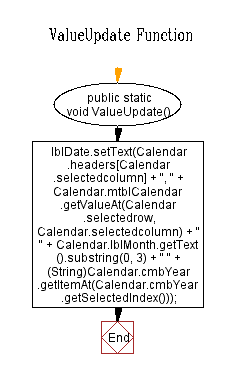 ValueUpdate Function
public static
void ValueUpdate()
lblDate.setText(Calendar
.headers[Calendar
.selectedcolumn] + ", " +
Calendar.mtblCalendar
.getValueAt(Calendar
.selectedrow,
Calendar.selectedcolumn) + "
" + Calendar.lblMonth.getText
().substring(0, 3) + " " +
(String)Calendar.cmbYear
.getItemAt(Calendar.cmbYear
.getSelectedIndex()));
End